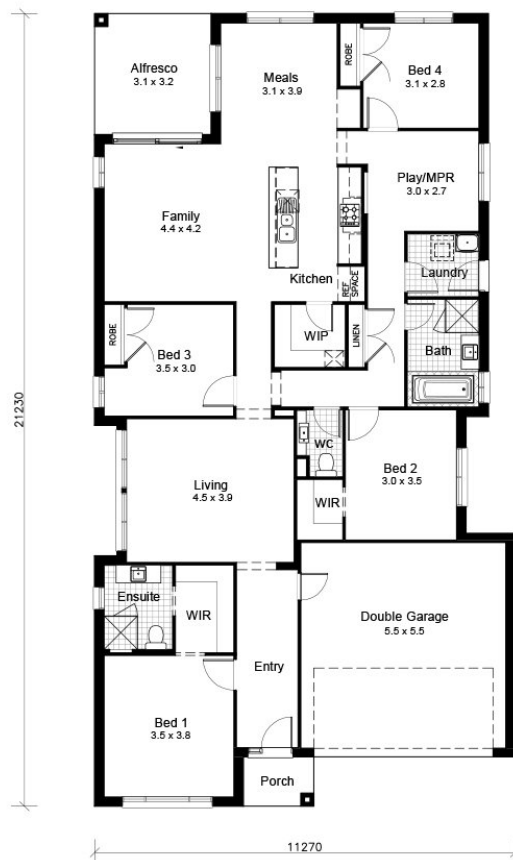 Alfresco
3.1 x 3.2
Meals
3.1 x 3.9
ROBE
Bed 4
3.1 x 2.8
Play/MPR
3.0 x 2.7
Family
4.4 x 4.2
Kitchen
REF
SPACE
Laundry
ROBE
Bed 3
3.5 x 3.0
WIP
LINEN
Bath
21230
Living
4.5 x 3.9
WC
WIR
Bed 2
3.0 x 3.5
Ensuite
WIR
Entry
Double Garage
5.5 x 5.5
Bed 1
3.5 x 3.8
Porch
11270